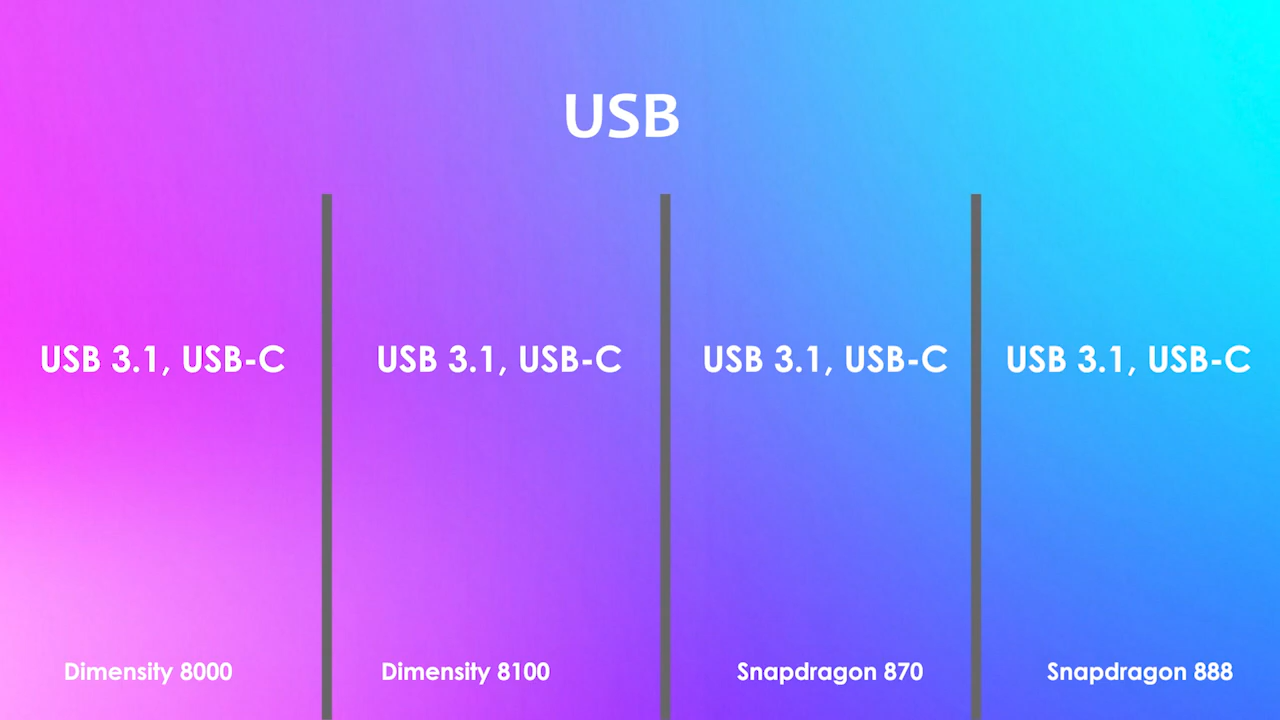 USB
USB 3.1, USB-C
USB 3.1, USB-C
USB 3.1, USB-C
USB 3.1, USB-C
Dimensity 8000
Dimensity 8100
Snapdragon 870
Snapdragon 888